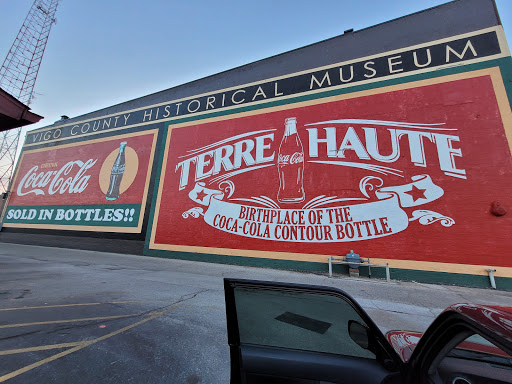 VIGO COUNTY HISTORICAL MUSEUM
DRINK
Coca-Cola
SOLD IN BOTTLES!!
TERRE HAUTE
Coca-Cola
BIRTHPLACE OF THE
COCA-COLA CONTOUR BOTTLE